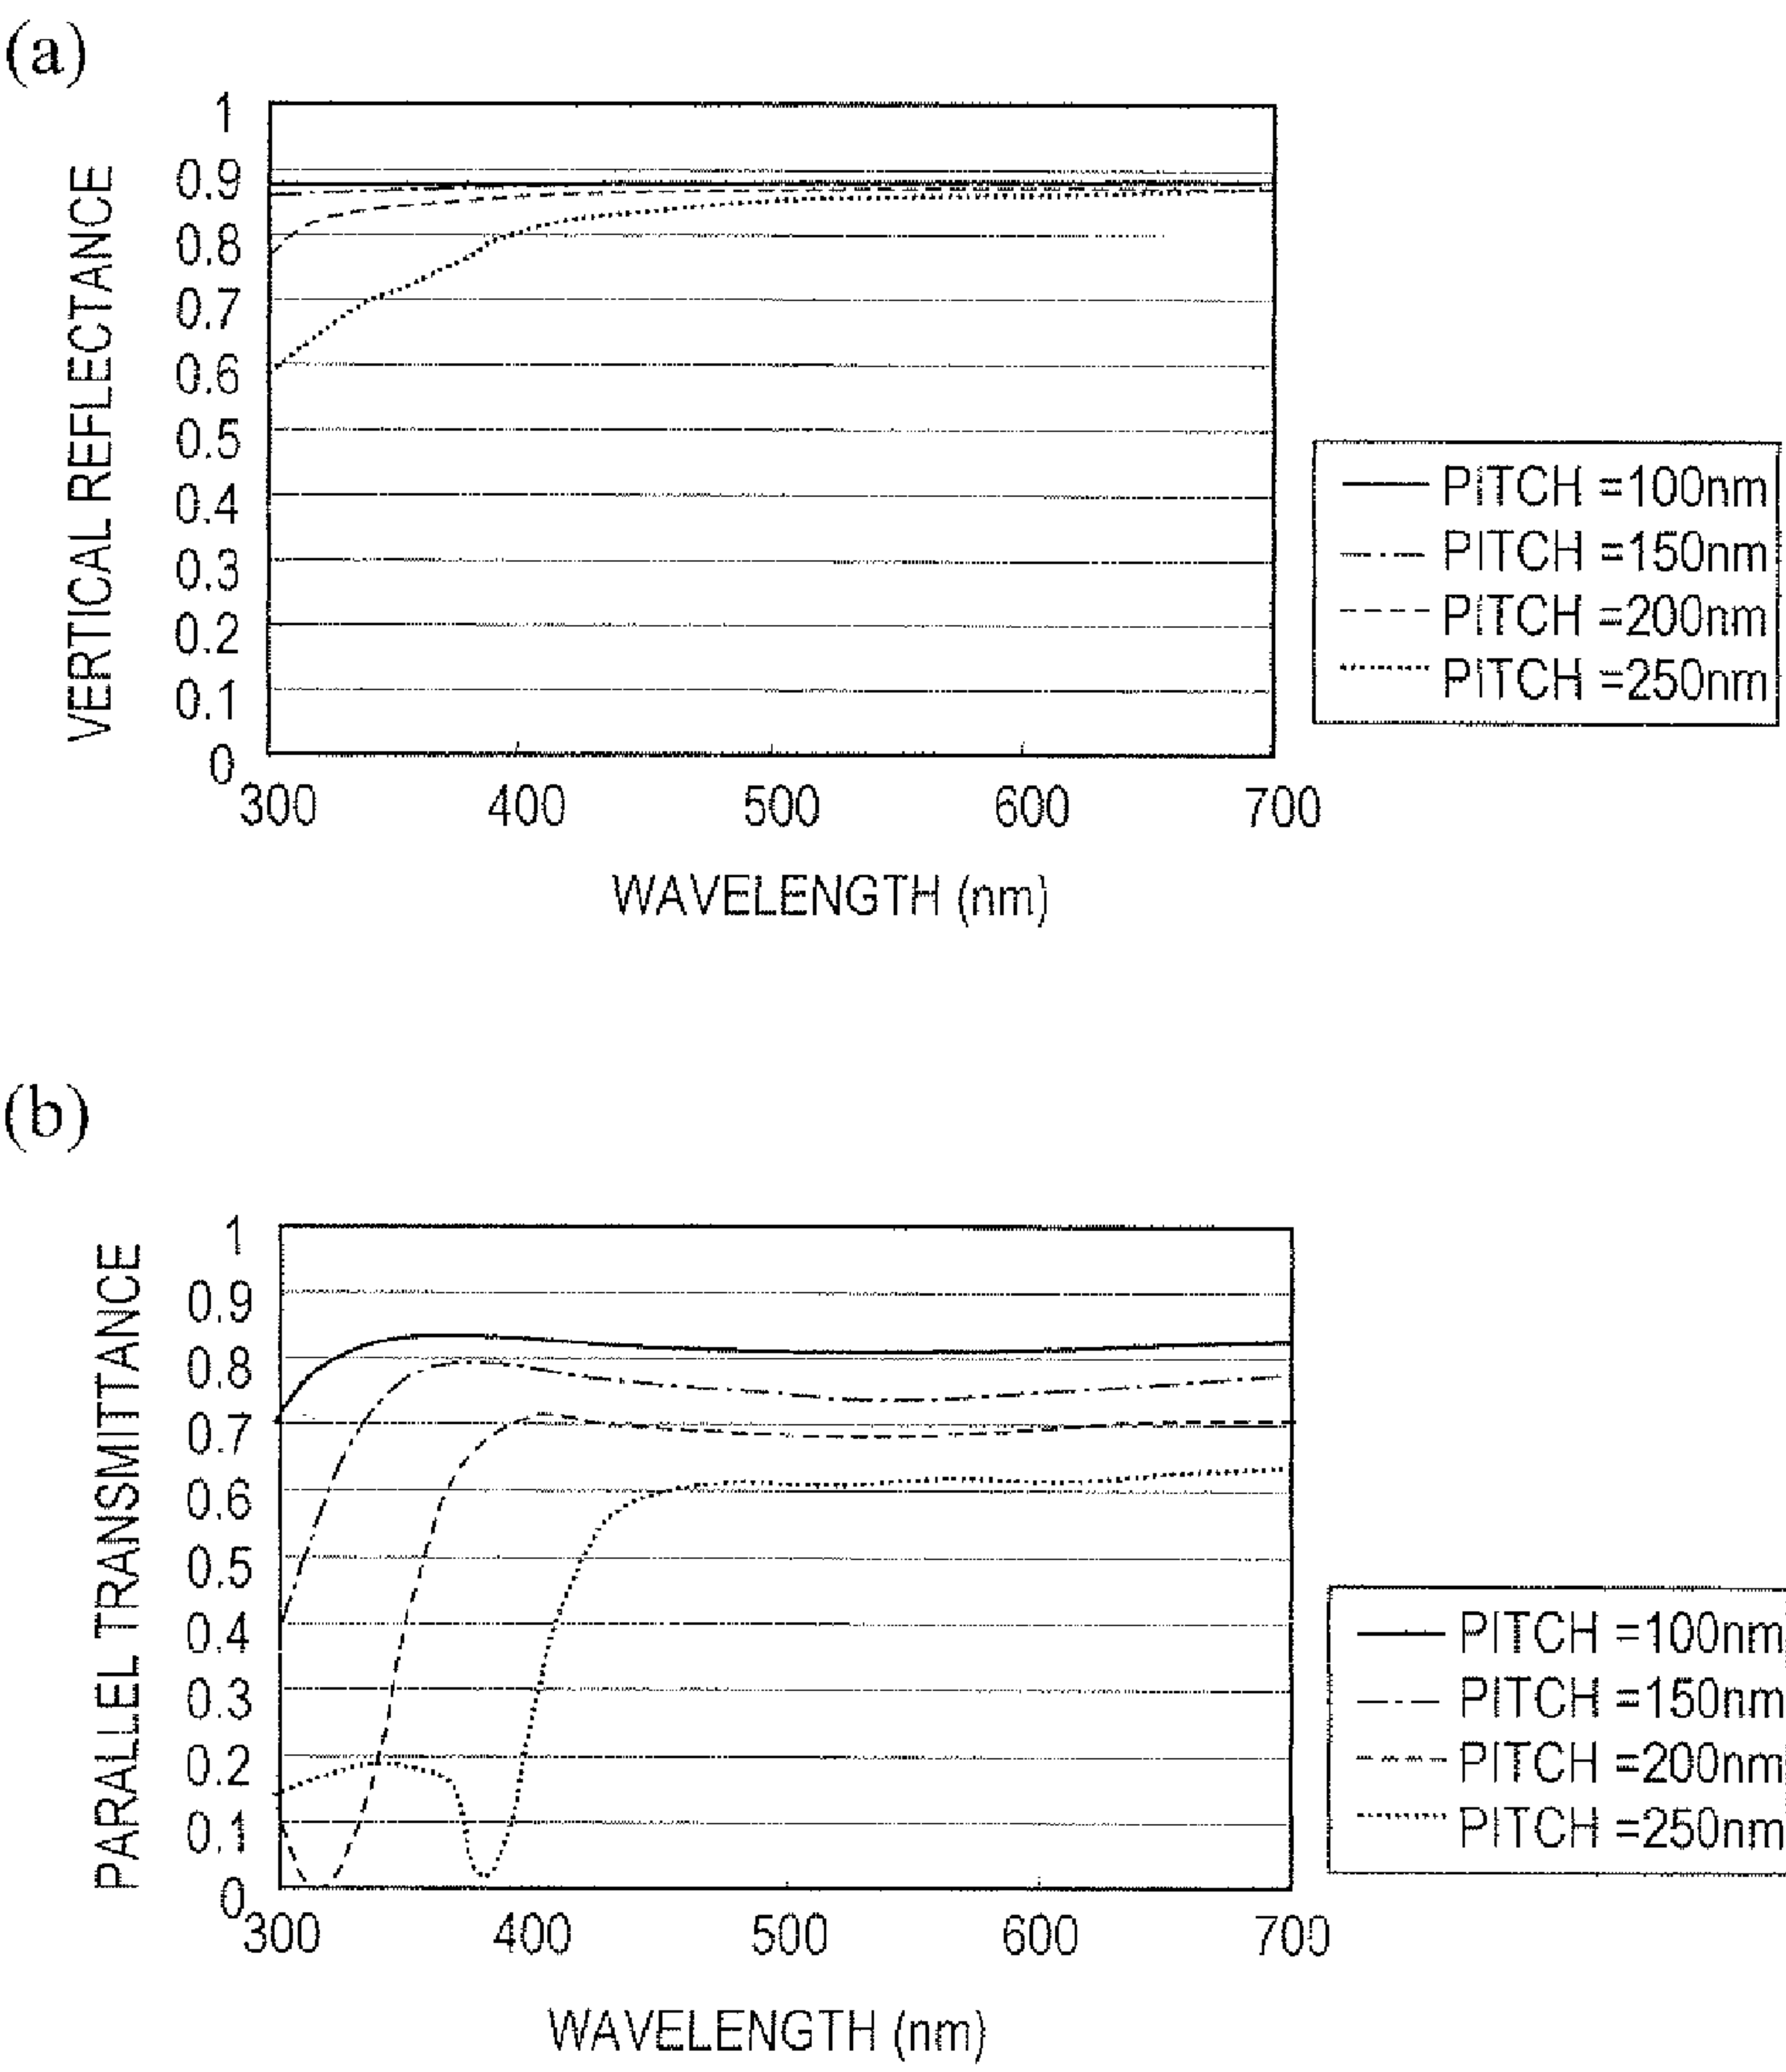 (a)
VERTICAL REFLECTANCE
1
0.9
0.8
0.7
0.6
0.5
0.4
0.3
0.2
0.1
0
300 400 500 600 700
WAVELENGTH (nm)
PITCH =100nm
PITCH =150nm
PITCH =200nm
PITCH =250nm
(b)
PARALLEL TRANSMITTANCE
1
0.9
0.8
0.7
0.6
0.5
0.4
0.3
0.2
0.1
0
300 400 500 600 700
WAVELENGTH (nm)
PITCH =100nm
PITCH =150nm
PITCH =200nm
PITCH =250nm